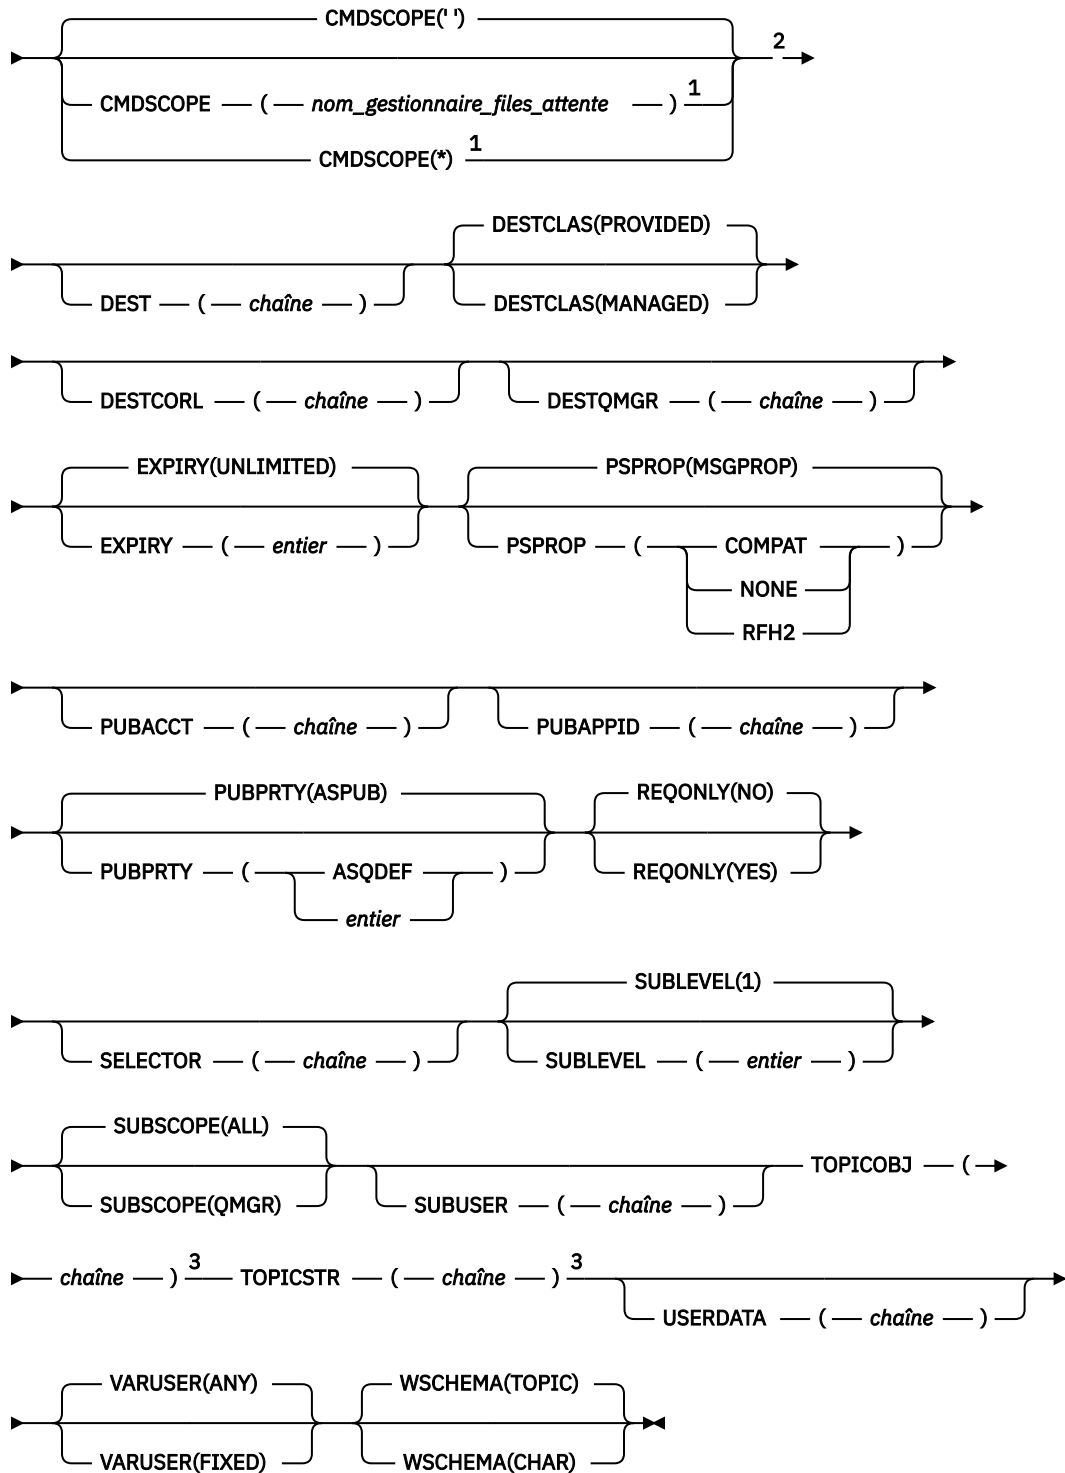 CMDSCOPE(' ')
2
CMDSCOPE ( nom_gestionnaire_files_attente ) 1
CMDSCOPE(*) 1
DESTCLAS(PROVIDED)
DEST ( chaîne ) DESTCLAS(MANAGED)
DESTCORL ( chaîne ) DESTQMGR ( chaîne )
EXPIRY(UNLIMITED) PSPROP(MSGPROP)
EXPIRY ( entier ) PSPROP ( COMPAT )
NONE
RFH2
PUBACCT ( chaîne ) PUBAPPID ( chaîne )
PUBPRTY(ASPUB) REQONLY(NO)
PUBPRTY ( ASQDEF ) REQONLY(YES)
entier
SUBLEVEL(1)
SELECTOR ( chaîne ) SUBLEVEL ( entier )
SUBSCOPE(ALL)
TOPICOBJ (
SUBSCOPE(QMGR) SUBUSER ( chaîne )
chaîne ) 3 TOPICSTR ( chaîne ) 3
USERDATA ( chaîne )
VARUSER(ANY) WSCHEMA(TOPIC)
VARUSER(FIXED) WSCHEMA(CHAR)